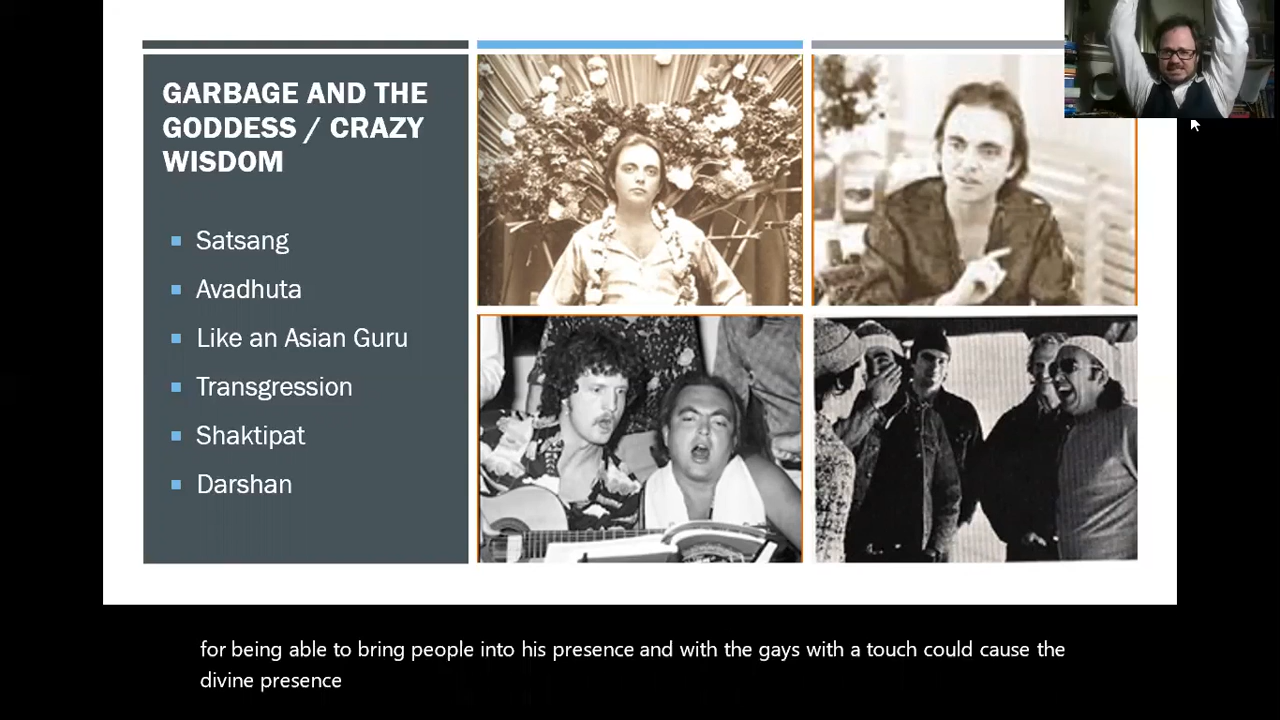 GARBAGE AND THE
GODDESS / CRAZY
WISDOM
Satsang
Avadhuta
Like an Asian Guru
Transgression
Shaktipat
Darshan
for being able to bring people into his presence and with the gays with a touch could cause the
divine presence